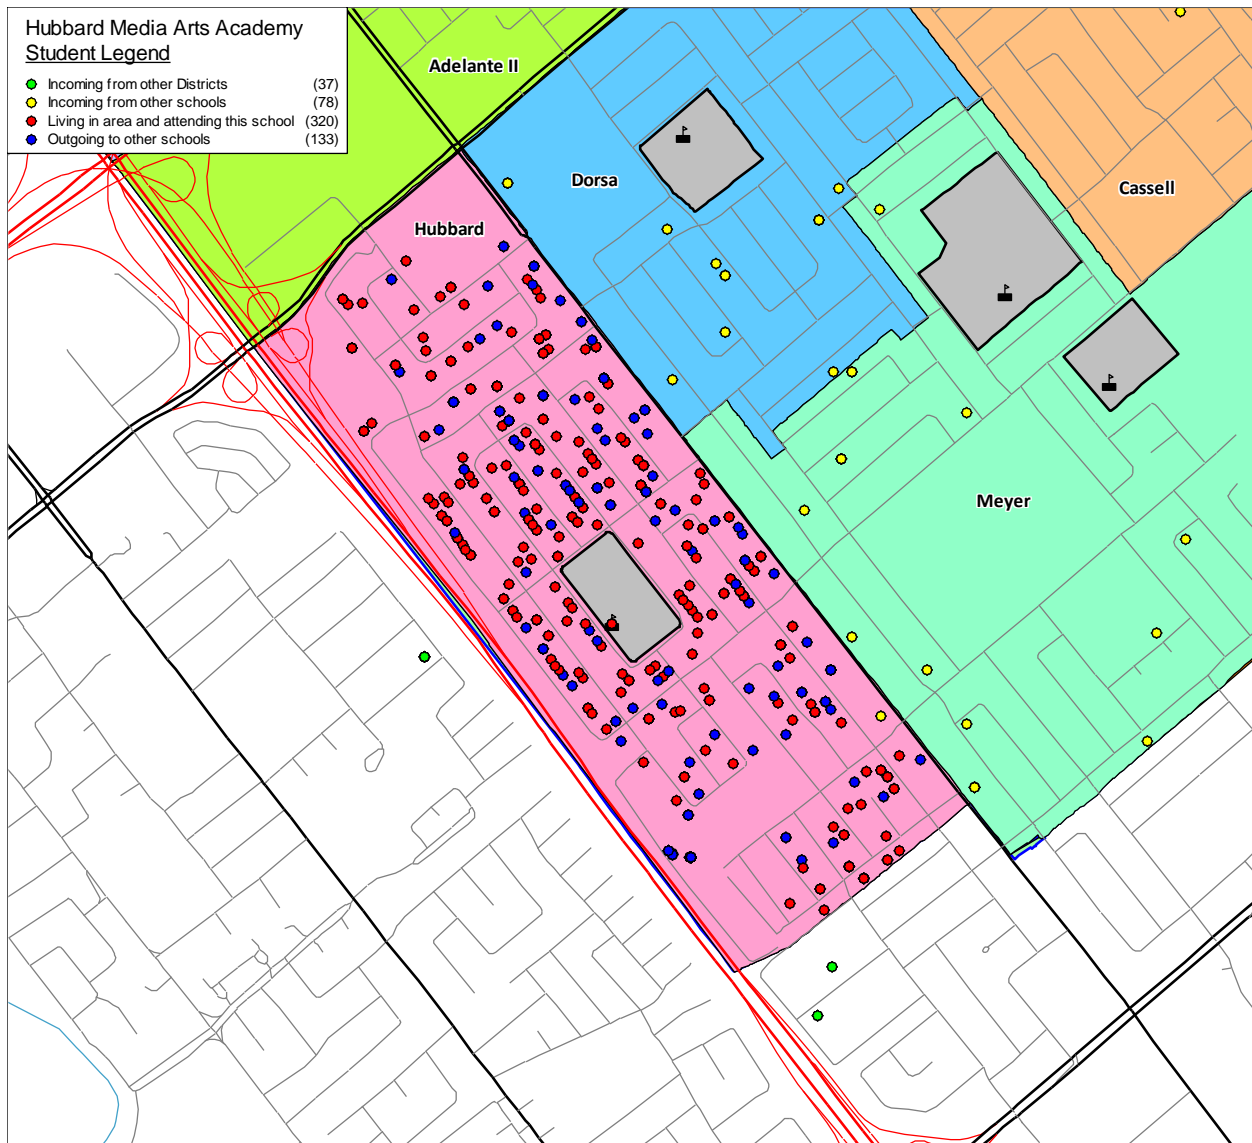 Hubbard Media Arts Academy
Student Legend
Incoming from other Districts (37)
Incoming from other schools (78)
Living in area and attending this school (320)
Outgoing to other schools (133)
Adelante II
Dorsa
Cassell
Hubbard
Meyer